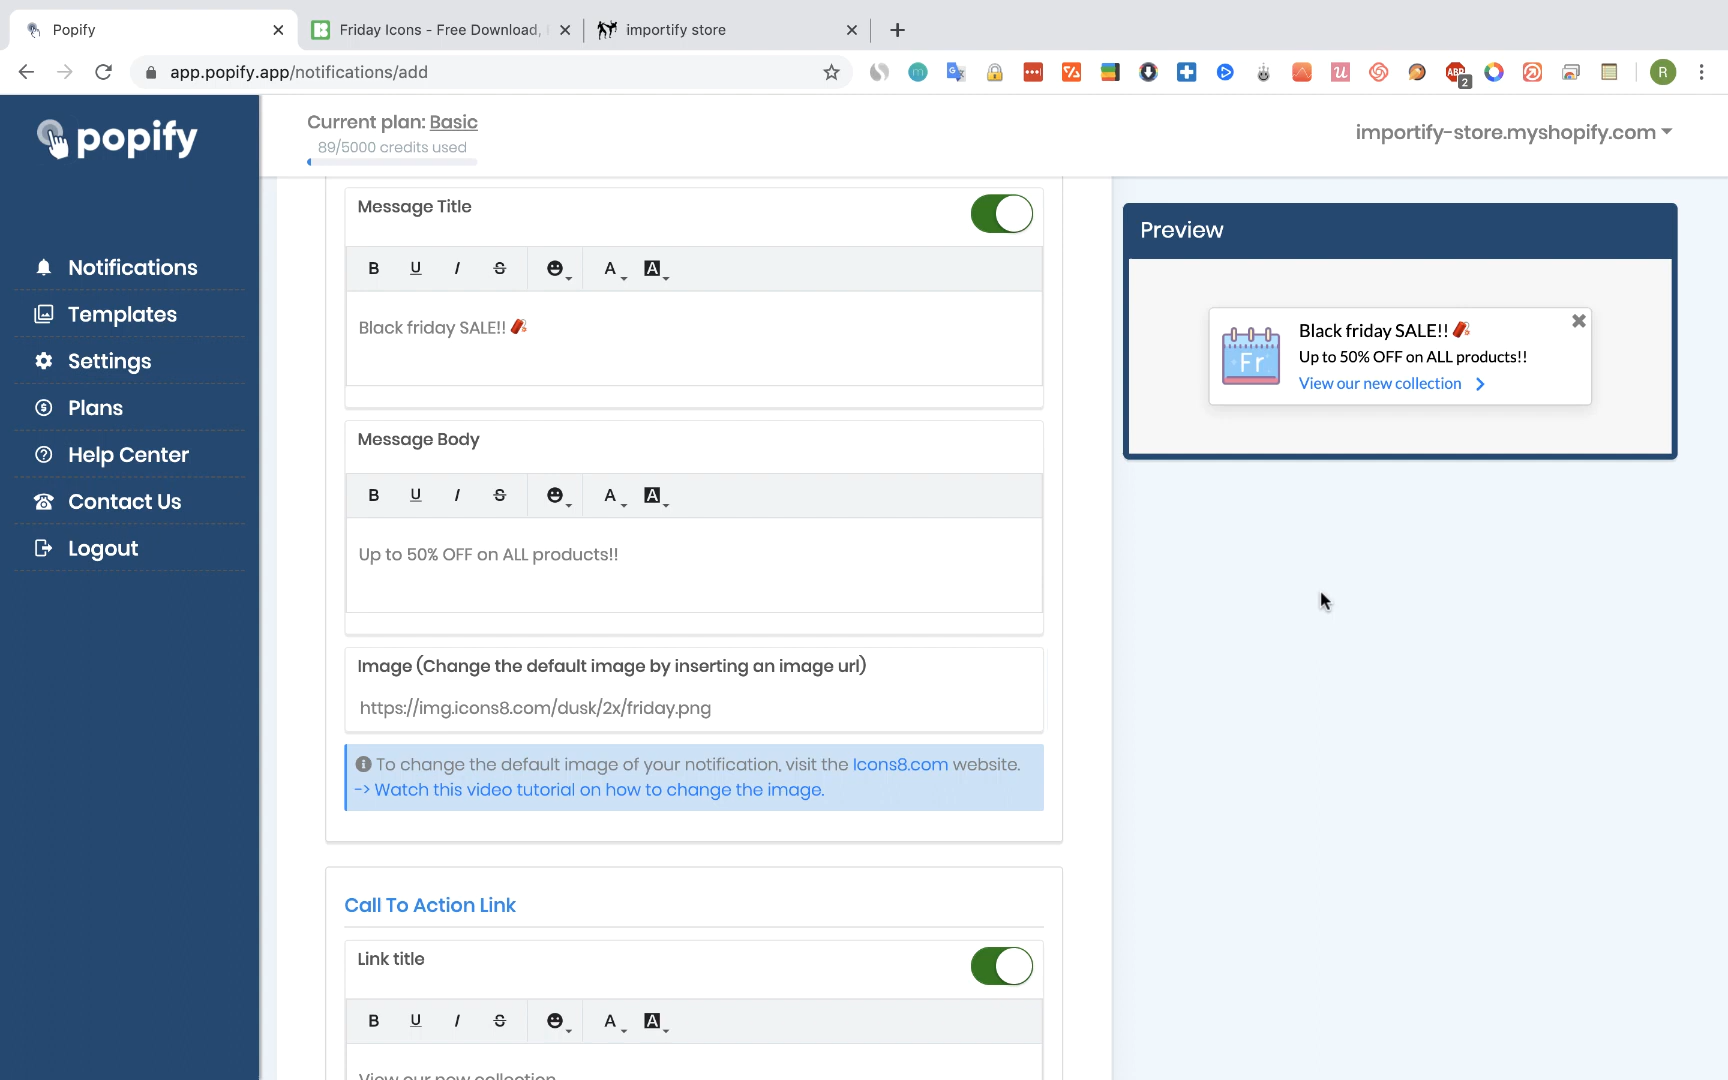 Popify
Friday Icons - Free Download,
importify store
app.popify.app/notifications/add
ABP
2
R
popify
Current plan: Basic
89/5000 credits used
importify-store.myshopify.com
Notifications
Templates
Settings
Plans
Help Center
Contact Us
Logout
Message Title
B U I S A A
Black friday SALE!!
Message Body
B U I S A A
Up to 50% OFF on ALL products!!
Image (Change the default image by inserting an image url)
https://img.icons8.com/dusk/2x/friday.png
To change the default image of your notification, visit the Icons8.com website.
-> Watch this video tutorial on how to change the image.
Call To Action Link
Link title
B U I S A A
View our new collection
Preview
Fr
Black friday SALE!!
Up to 50% OFF on ALL products!!
View our new collection